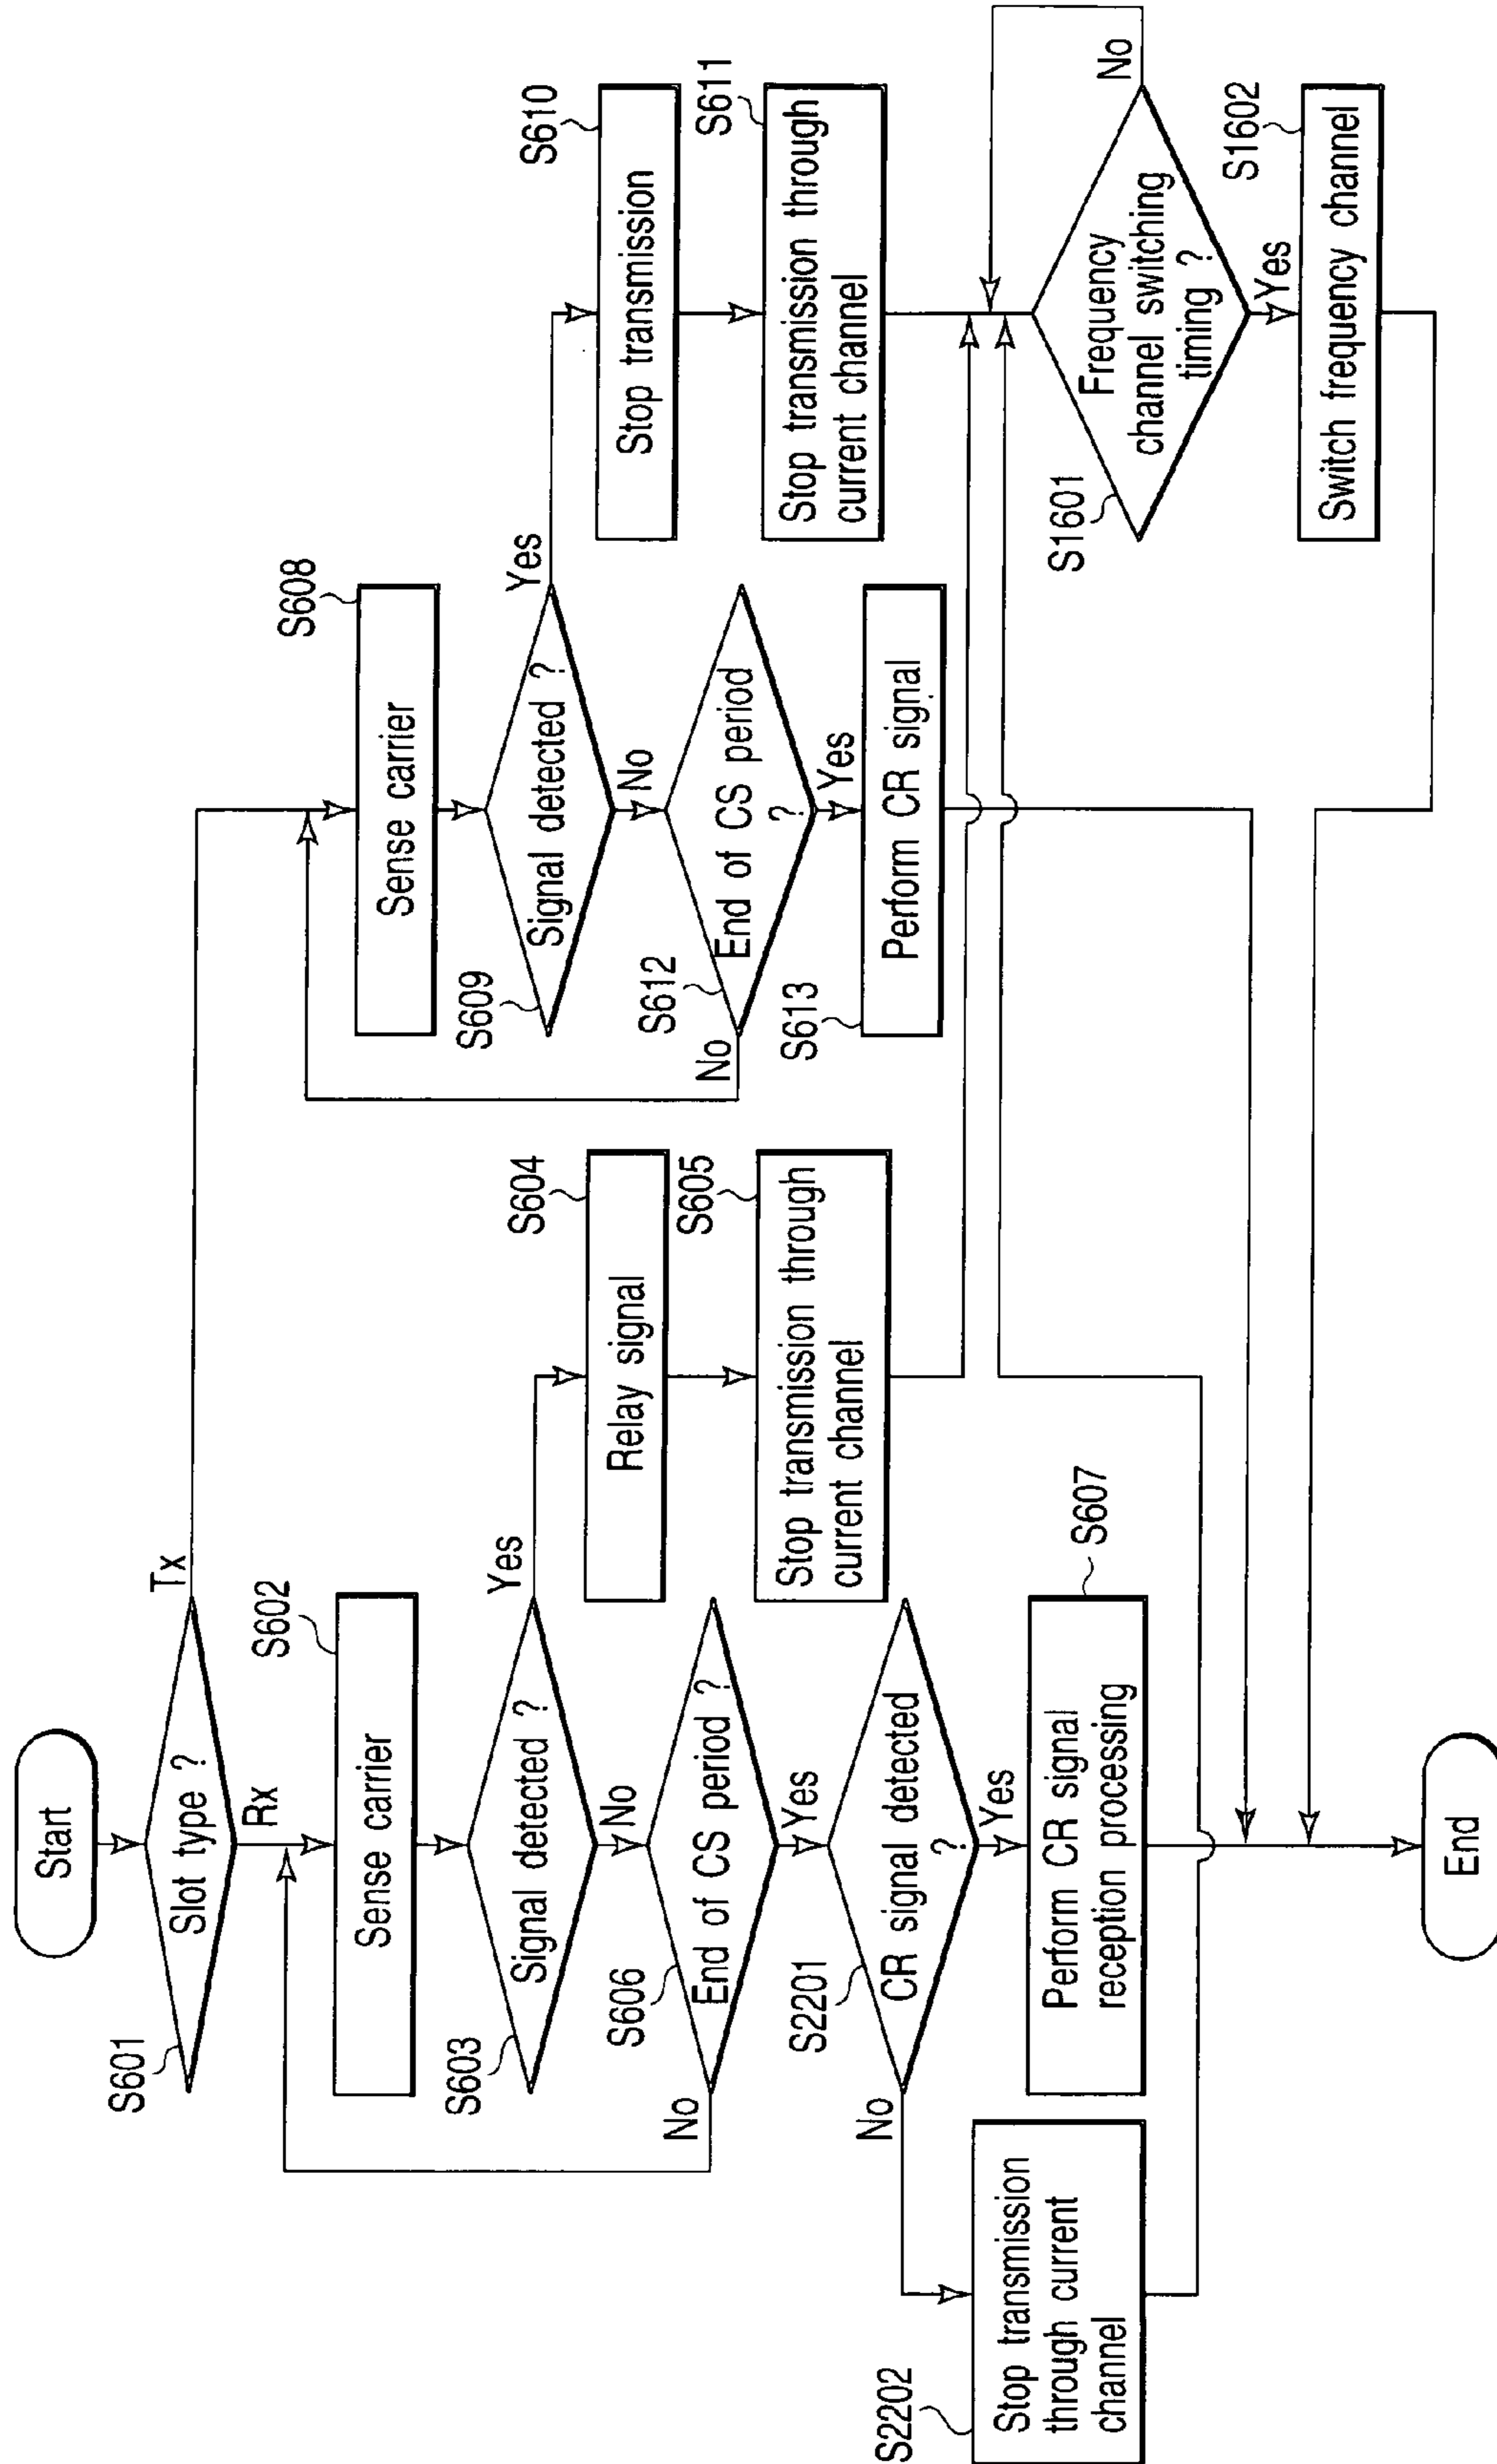 Start
S601
Slot type ?
Tx
Rx
S602
Sense carrier
S603
Signal detected ?
Yes
No
S604
Relay signal
S605
Stop transmission through
current channel
S606
End of CS period ?
No
Yes
S2201
CR signal detected
?
No
Yes
S2202
Stop transmission
through current
channel
S607
Perform CR signal
reception processing
End
S608
Sense carrier
S609
Signal detected ?
Yes
No
S610
Stop transmission
S611
Stop transmission through
current channel
S612
End of CS period
?
No
Yes
S613
Perform CR signal
S1601
Frequency
channel switching
timing ?
No
Yes
S1602
Switch frequency channel